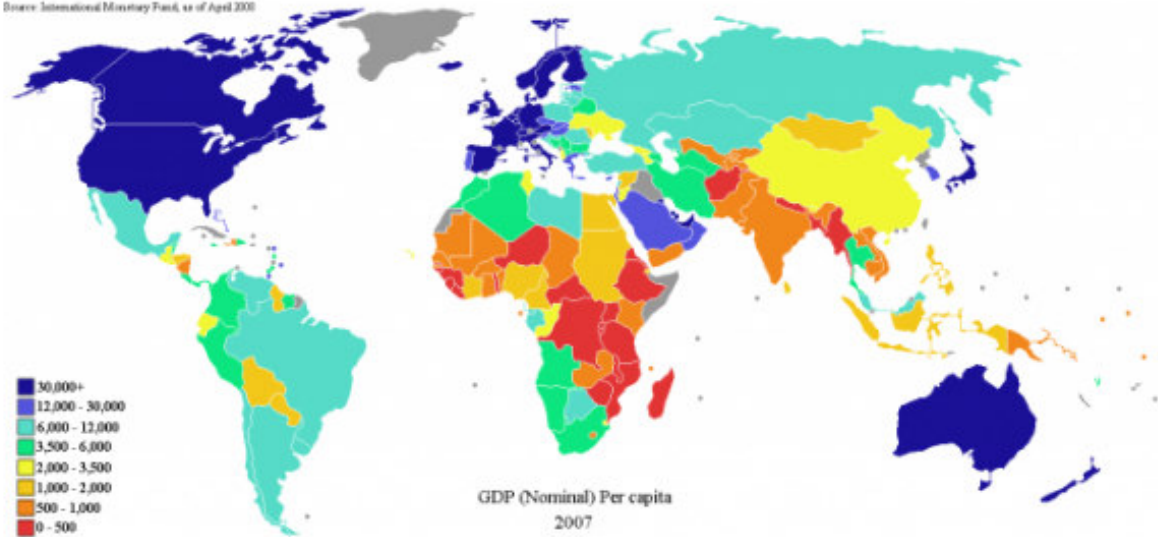 Source: International Monetary Fund, as of April 2008
30,000+
12,000 - 30,000
6,000 - 12,000
3,500 - 6,000
2,000 - 3,500
1,000 - 2,000
500 - 1,000
0 - 500
GDP (Nominal) Per capita
2007